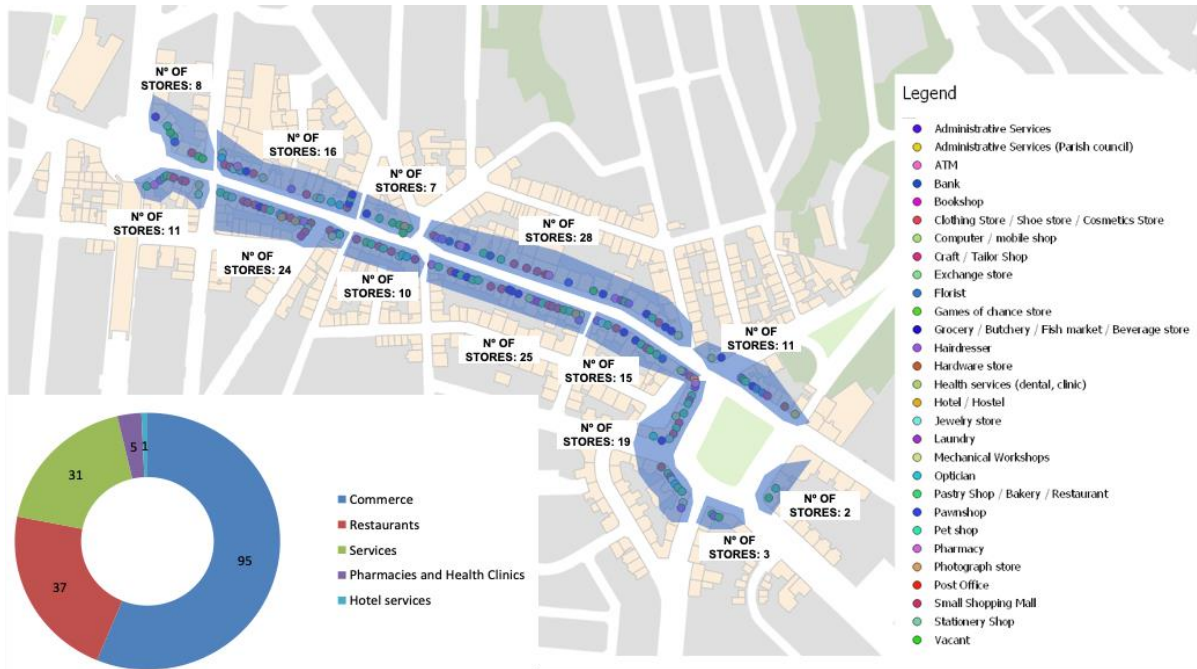 Nº OF
STORES: 8
Nº OF
STORES: 16
Nº OF
STORES: 7
Nº OF
STORES: 28
Nº OF
STORES: 11
Nº OF
STORES: 24
Nº OF
STORES: 10
Nº OF
STORES: 25
Nº OF
STORES: 15
Nº OF
STORES: 11
Nº OF
STORES: 19
Nº OF
STORES: 2
Nº OF
STORES: 3
Legend
Administrative Services
Administrative Services (Parish council)
ATM
Bank
Bookshop
Clothing Store / Shoe store / Cosmetics Store
Computer / mobile shop
Craft / Tailor Shop
Exchange store
Florist
Games of chance store
Grocery / Butchery / Fish market / Beverage store
Hairdresser
Hardware store
Health services (dental, clinic)
Hotel / Hostel
Jewelry store
Laundry
Mechanical Workshops
Optician
Pastry Shop / Bakery / Restaurant
Pawnshop
Pet shop
Pharmacy
Photograph store
Post Office
Small Shopping Mall
Stationery Shop
Vacant
5
1
31
37
95
Commerce
Restaurants
Services
Pharmacies and Health Clinics
Hotel services